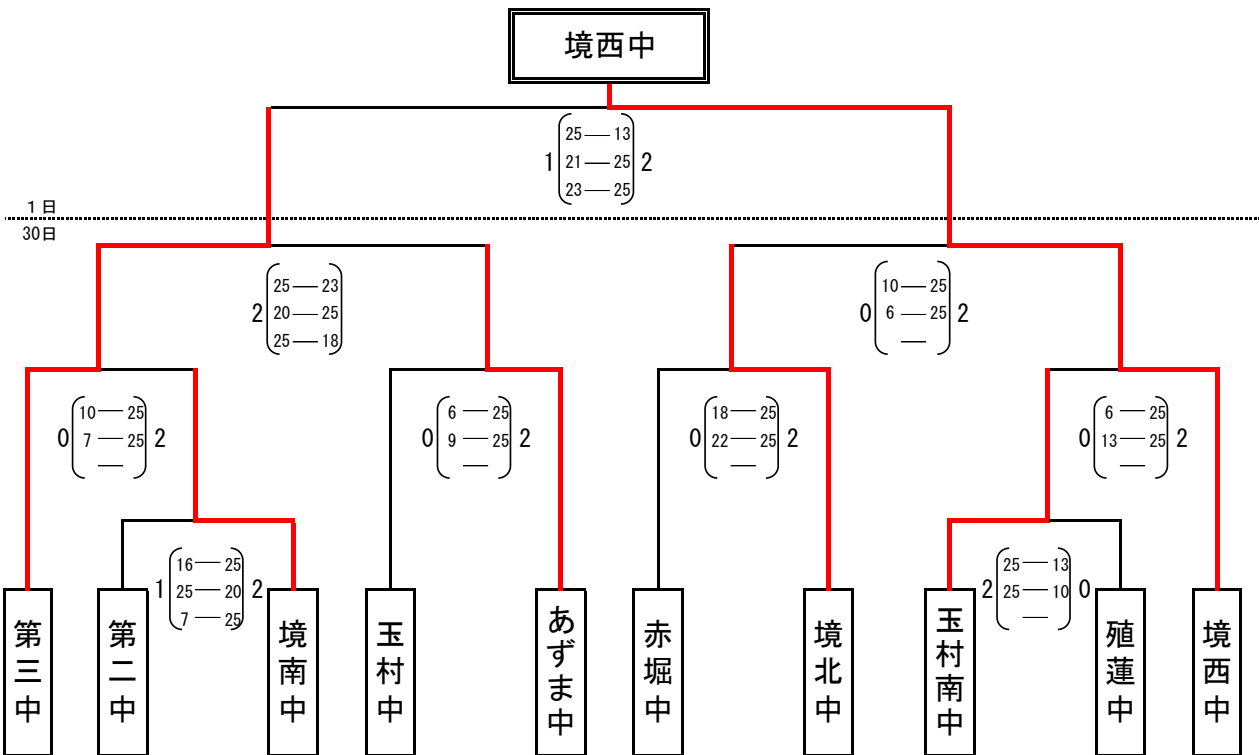 境西中
25 — 13
1 21 — 25 2
23 — 25
1日
30日
25 — 23
2 20 — 25
25 — 18
10 — 25
0 6 — 25 2
—
10 — 25
0 7 — 25 2
—
6 — 25
0 9 — 25 2
—
18 — 25
0 22 — 25 2
—
6 — 25
0 13 — 25 2
—
16 — 25
1 25 — 20 2
7 — 25
25 — 13
2 25 — 10 0
—
第三中
第二中
境南中
玉村中
あずま中
赤堀中
境北中
玉村南中
殖蓮中
境西中